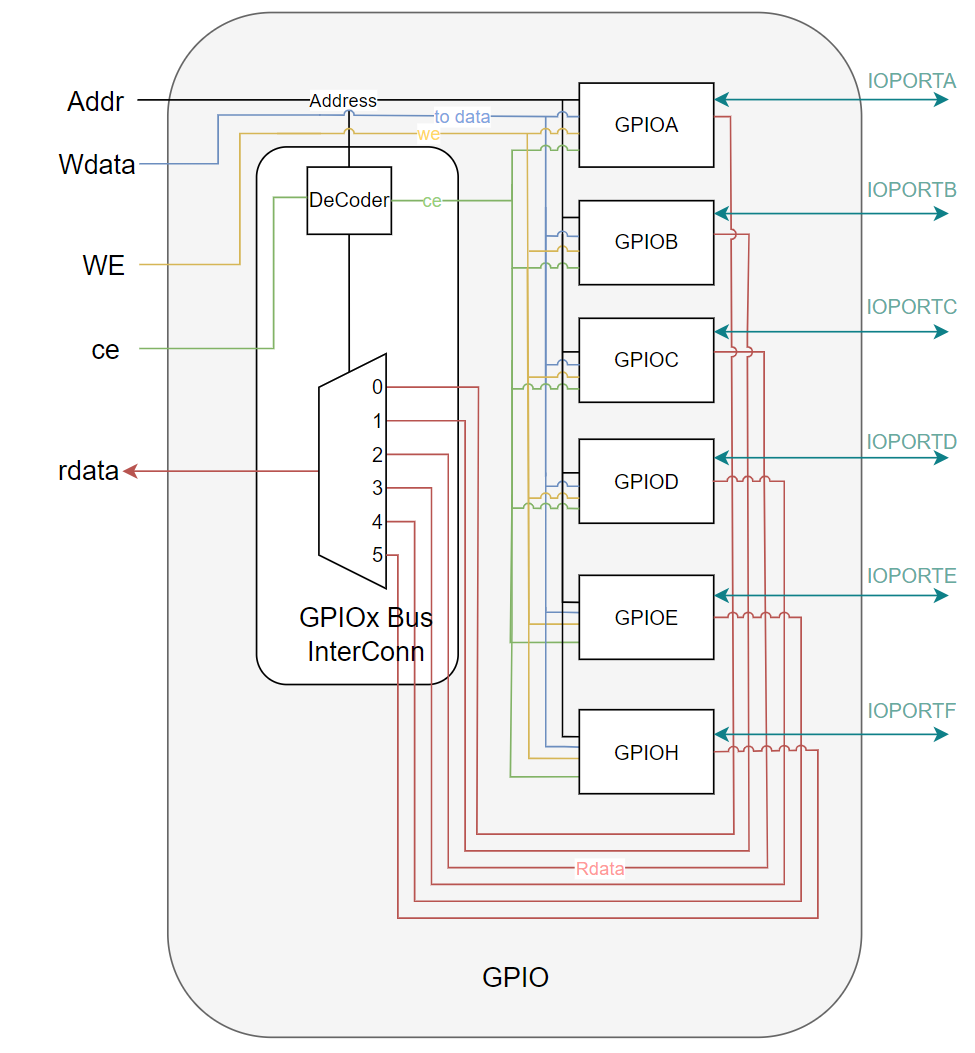 IOPORTA
Addr
Address
to data
we
GPIOA
Wdata
IOPORTB
DeCoder
ce
GPIOB
WE
IOPORTC
ce
GPIOC
0
1
IOPORTD
2
rdata
3
GPIOD
4
5
IOPORTE
GPIOx Bus
InterConn
GPIOE
IOPORTF
GPIOH
Rdata
GPIO